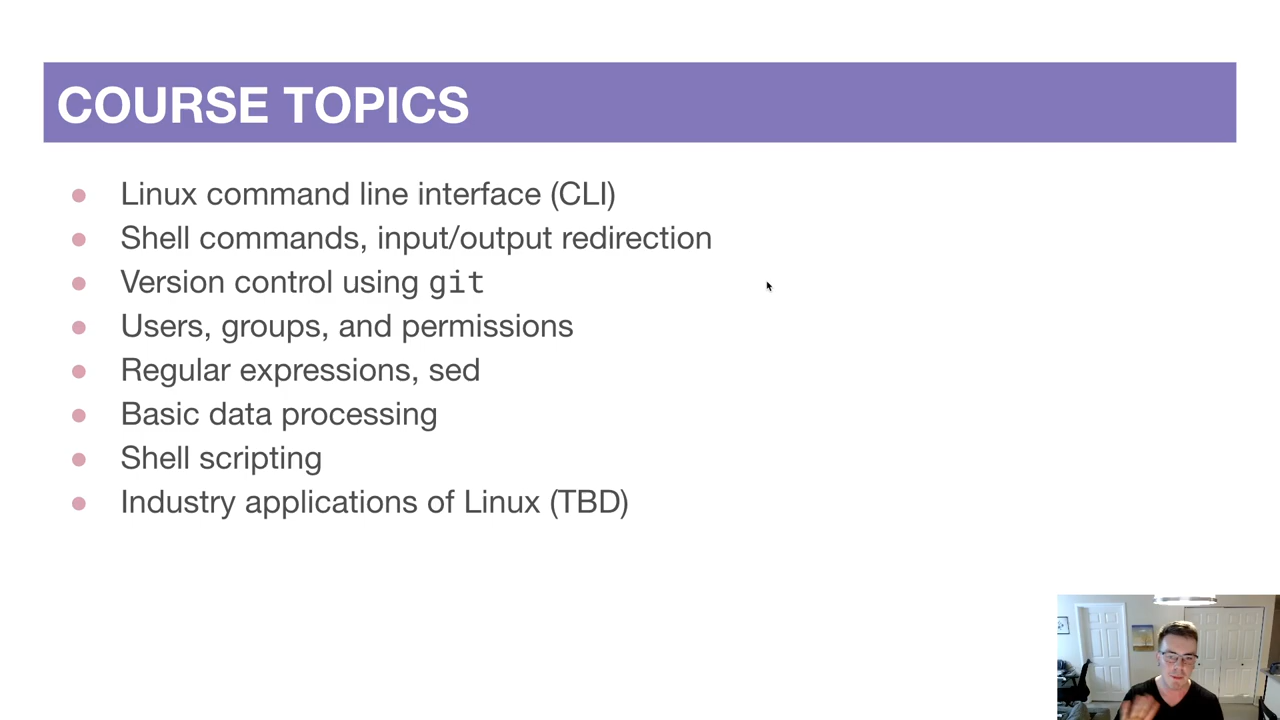 COURSE TOPICS
Linux command line interface (CLI)
Shell commands, input/output redirection
Version control using git
Users, groups, and permissions
Regular expressions, sed
Basic data processing
Shell scripting
Industry applications of Linux (TBD)